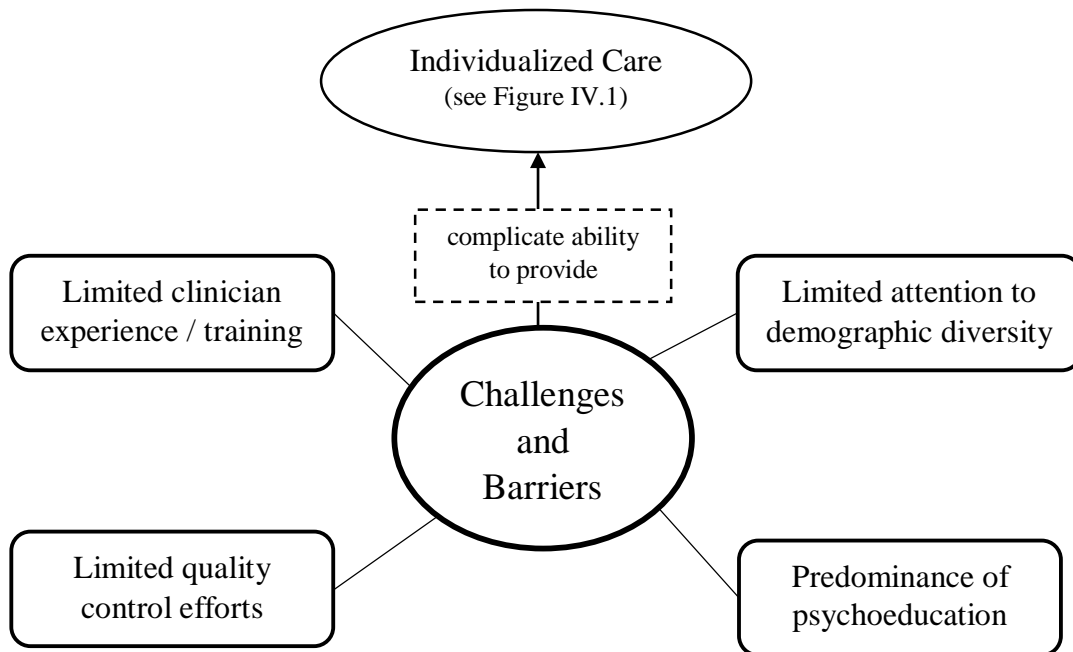 Individualized Care
(see Figure IV.1)
complicate ability
to provide
Limited clinician
experience / training
Limited attention to
demographic diversity
Challenges
and
Barriers
Limited quality
control efforts
Predominance of
psychoeducation